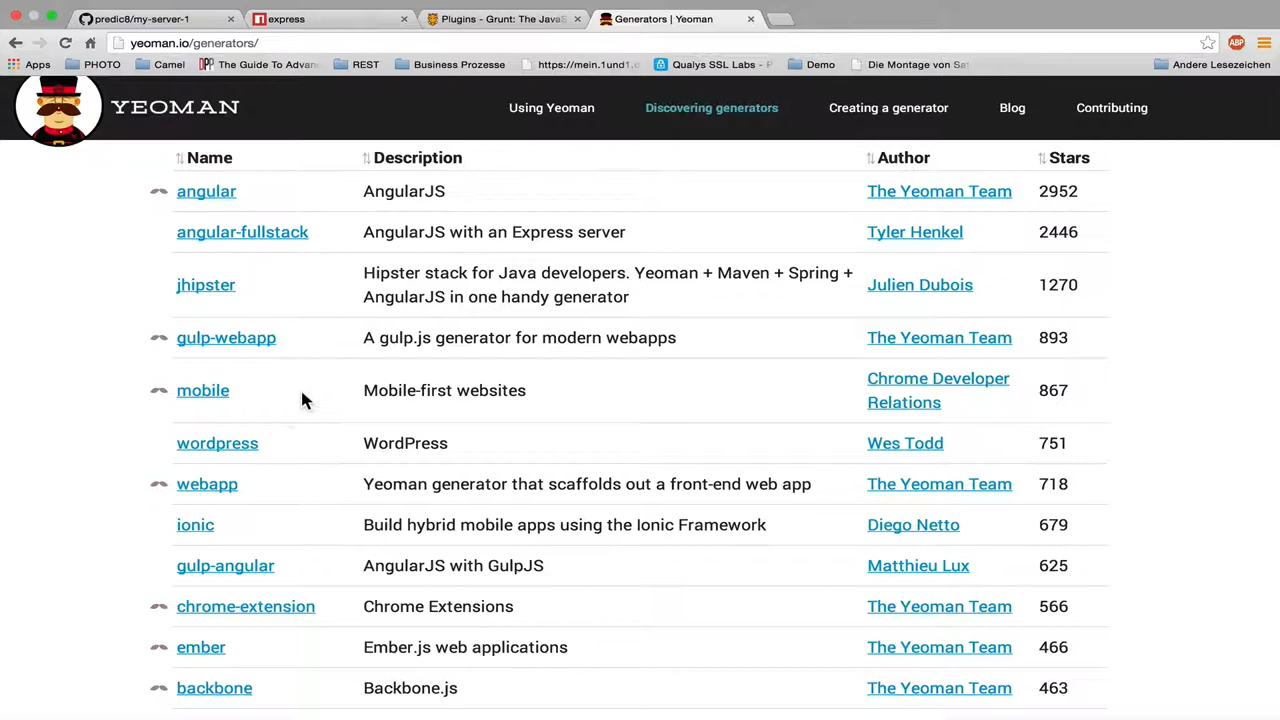 predic8/my-server-1
express
Plugins - Grunt: The JavaS
Generators | Yeoman
yeoman.io/generators/
ABP
Apps
PHOTO
Camel
The Guide To Advan
REST
Business Prozesse
https://mein.1und1.
Qualys SSL Labs - P
Demo
Die Montage von Sat
Andere Lesezeichen
YEOMAN
Using Yeoman
Discovering generators
Creating a generator
Blog
Contributing
Name Description Author Stars
angular AngularJS The Yeoman Team 2952
angular-fullstack AngularJS with an Express server Tyler Henkel 2446
jhipster Hipster stack for Java developers. Yeoman + Maven + Spring +
AngularJS in one handy generator Julien Dubois 1270
gulp-webapp A gulp.js generator for modern webapps The Yeoman Team 893
mobile Mobile-first websites Chrome Developer
Relations 867
wordpress WordPress Wes Todd 751
webapp Yeoman generator that scaffolds out a front-end web app The Yeoman Team 718
ionic Build hybrid mobile apps using the Ionic Framework Diego Netto 679
gulp-angular AngularJS with GulpJS Matthieu Lux 625
chrome-extension Chrome Extensions The Yeoman Team 566
ember Ember.js web applications The Yeoman Team 466
backbone Backbone.js The Yeoman Team 463